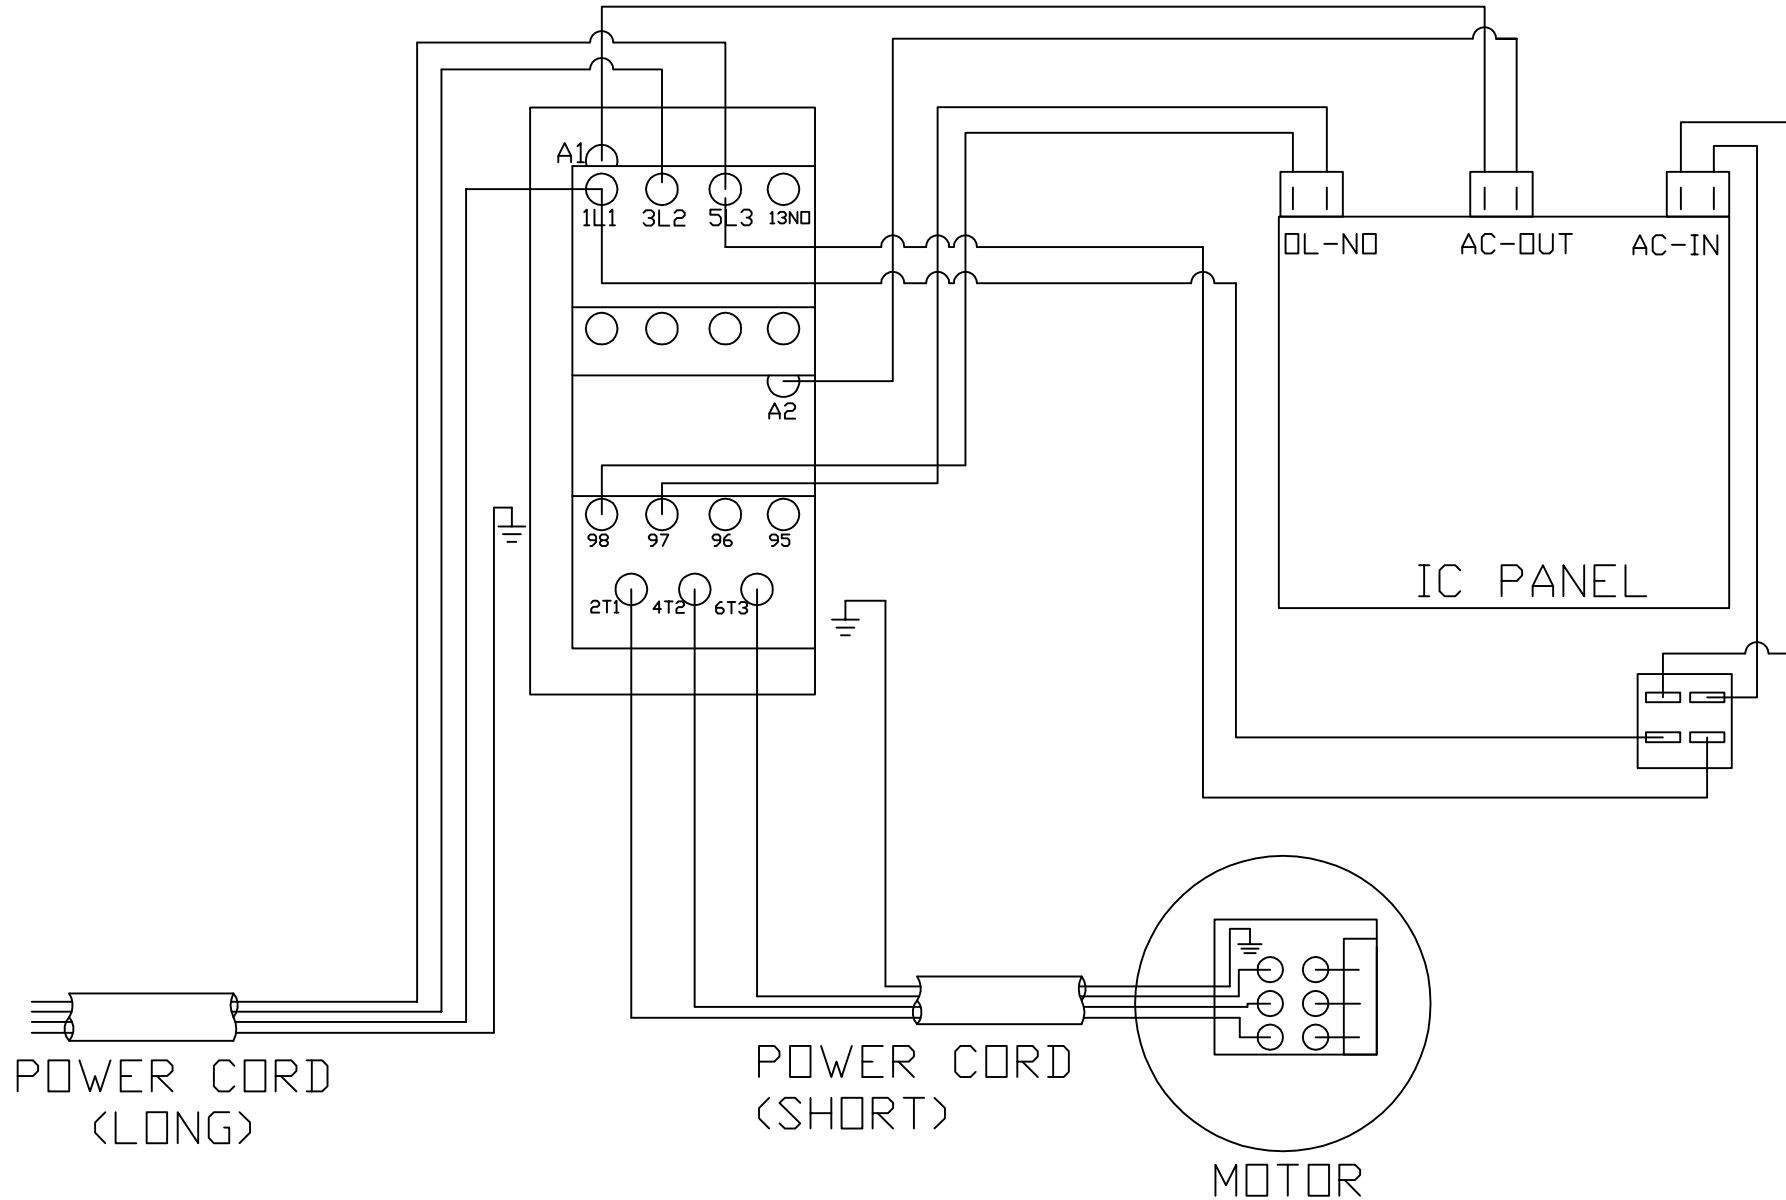 A1
1L1 3L2 5L3 13NO
OL-NO AC-OUT AC-IN
A2
98 97 96 95
IC PANEL
2T1 4T2 6T3
POWER CORD
(LONG)
POWER CORD
(SHORT)
MOTOR